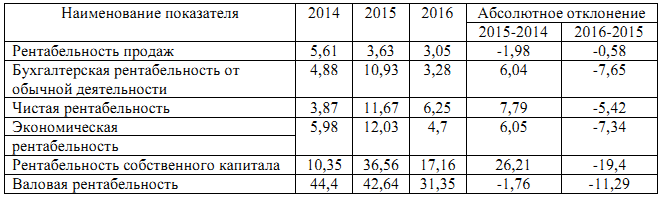 Наименование показателя 2014 2015 2016 Абсолютное отклонение
2015-2014 2016-2015
Рентабельность продаж 5,61 3,63 3,05 -1,98 -0,58
Бухгалтерская рентабельность от 4,88 10,93 3,28 6,04 -7,65
обычной деятельности
Чистая рентабельность 3,87 11,67 6,25 7,79 -5,42
Экономическая 5,98 12,03 4,7 6,05 -7,34
рентабельность
Рентабельность собственного капитала 10,35 36,56 17,16 26,21 -19,4
Валовая рентабельность 44,4 42,64 31,35 -1,76 -11,29